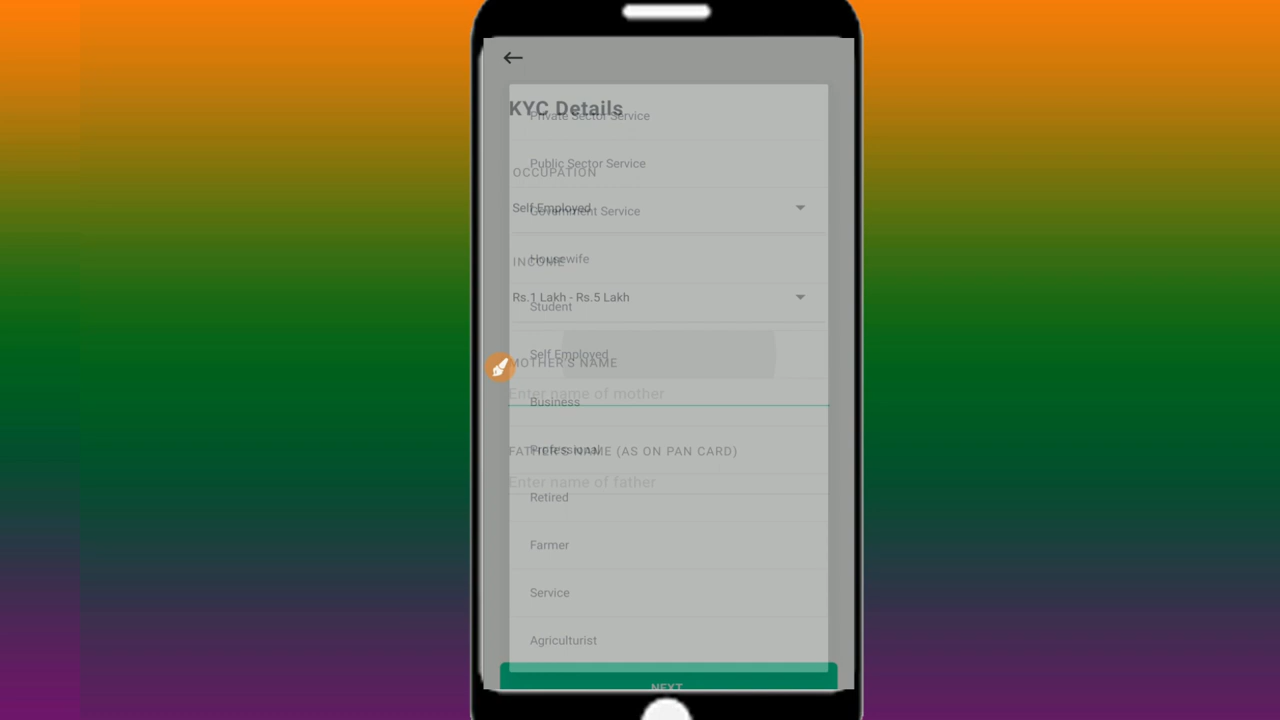 KYC Details
Private Sector Service
Public Sector Service
OCCUPATION
Self Employed
Government Service
Housewife
INCOME
Rs.1 Lakh - Rs.5 Lakh
Student
Self Employed
MOTHER'S NAME
Enter name of mother
Business
Professional
FATHER'S NAME (AS ON PAN CARD)
Enter name of father
Retired
Farmer
Service
Agriculturist
NEXT